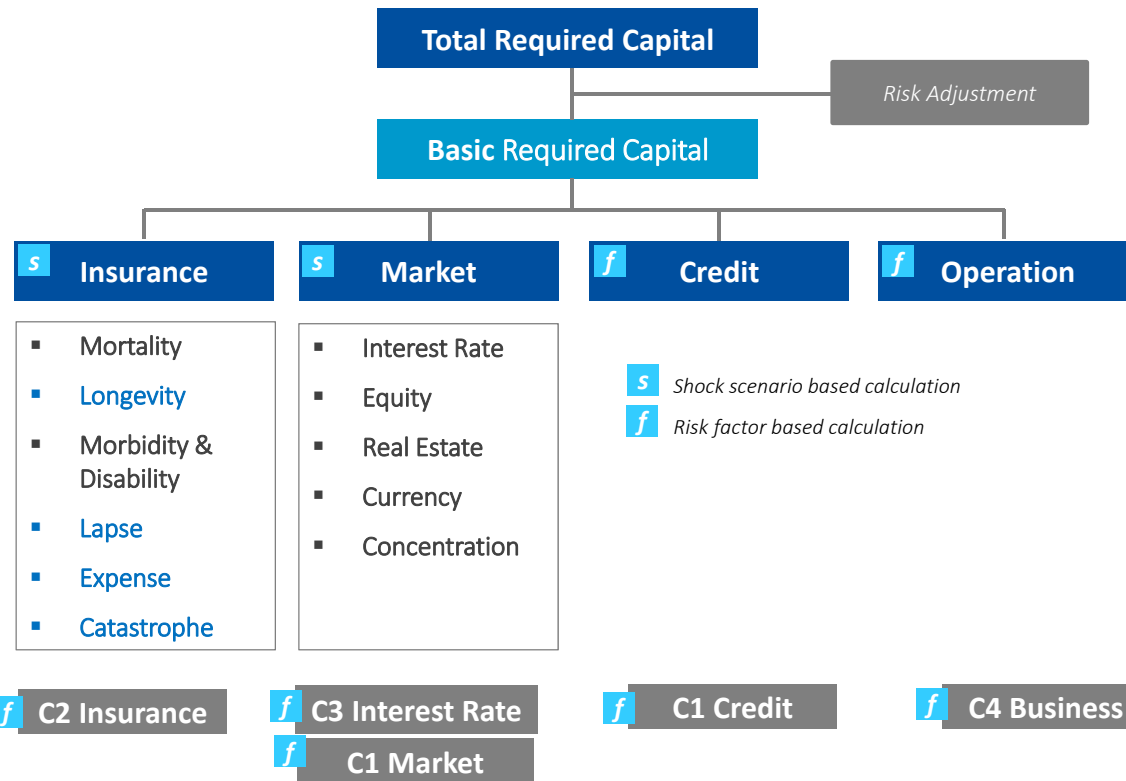 Total Required Capital
Risk Adjustment
Basic Required Capital
s Insurance
s Market
f Credit
f Operation
▪ Mortality
▪ Longevity
▪ Morbidity &
Disability
▪ Lapse
▪ Expense
▪ Catastrophe
▪ Interest Rate
▪ Equity
▪ Real Estate
▪ Currency
▪ Concentration
s Shock scenario based calculation
f Risk factor based calculation
f C2 Insurance
f C3 Interest Rate
f C1 Market
f C1 Credit
f C4 Business